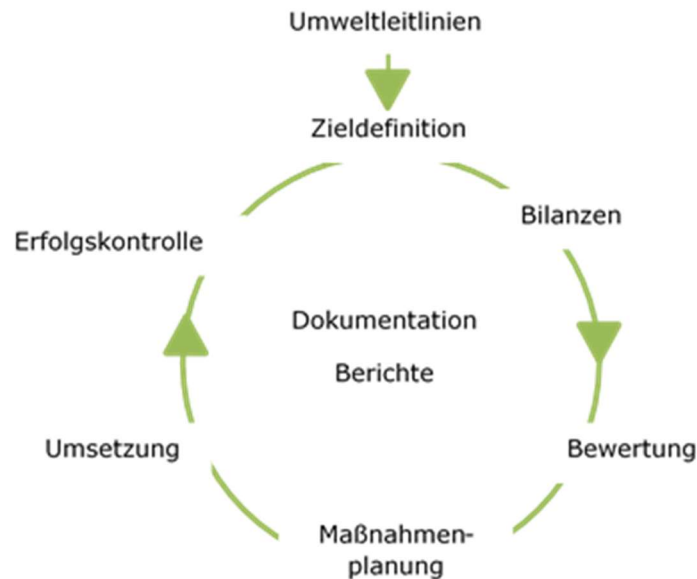 Umweltleitlinien
Zieldefinition
Bilanzen
Erfolgskontrolle
Dokumentation
Berichte
Umsetzung
Bewertung
Maßnahmen-
planung